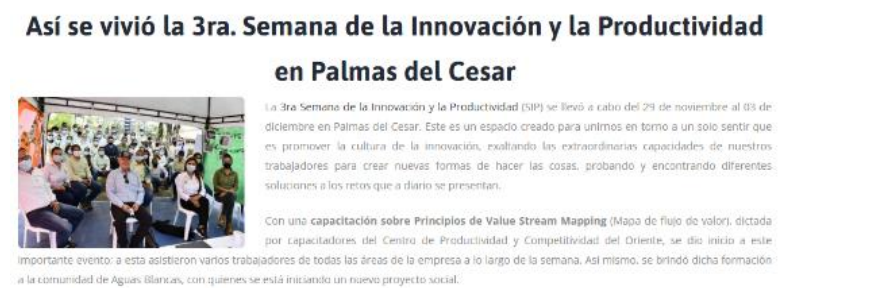 Así se vivió la 3ra. Semana de la Innovación y la Productividad
en Palmas del Cesar
La 3ra Semana de la Innovación y la Productividad (SIP) se llevó a cabo del 29 de noviembre al 03 de
diciembre en Palmas del Cesar. Este es un espacio creado para unirnos en torno a un solo sentir que
es promover la cultura de la innovación, exaltando las extraordinarias capacidades de nuestros
trabajadores para crear nuevas formas de hacer las cosas, probando y encontrando diferentes
soluciones a los retos que a diario se presentan.
Con una capacitación sobre Principios de Value Stream Mapping (Mapa de flujo de valor), dictada
por capacitadores del Centro de Productividad y Competitividad del Oriente, se dio inicio a este
importante evento; a esta asistieron varios trabajadores de todas las áreas de la empresa a lo largo de la semana. Así mismo, se brindó dicha formación
a la comunidad de Aguas Blancas, con quienes se está iniciando un nuevo proyecto social.